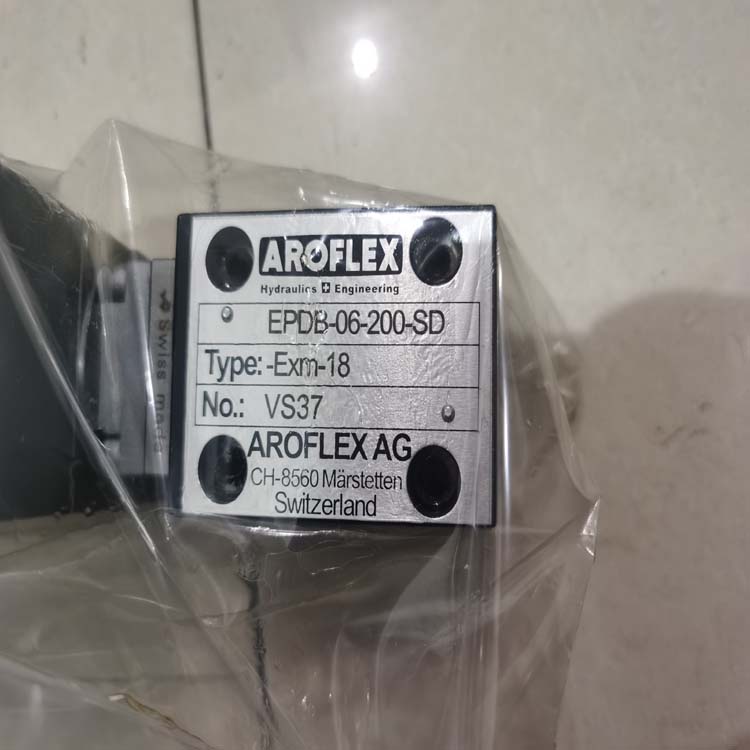 AROFLEX
Hydraulics Engineering
EPDB-06-200-SD
Type: -Exm-18
No.: VS37
AROFLEX AG
CH-8560 Märstetten
Switzerland
Swiss made